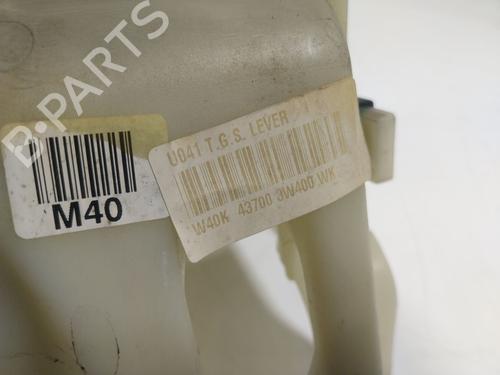 B-PARTS
U041 T.G.S. LEVER
W40K 43700 3W400 WK
M40